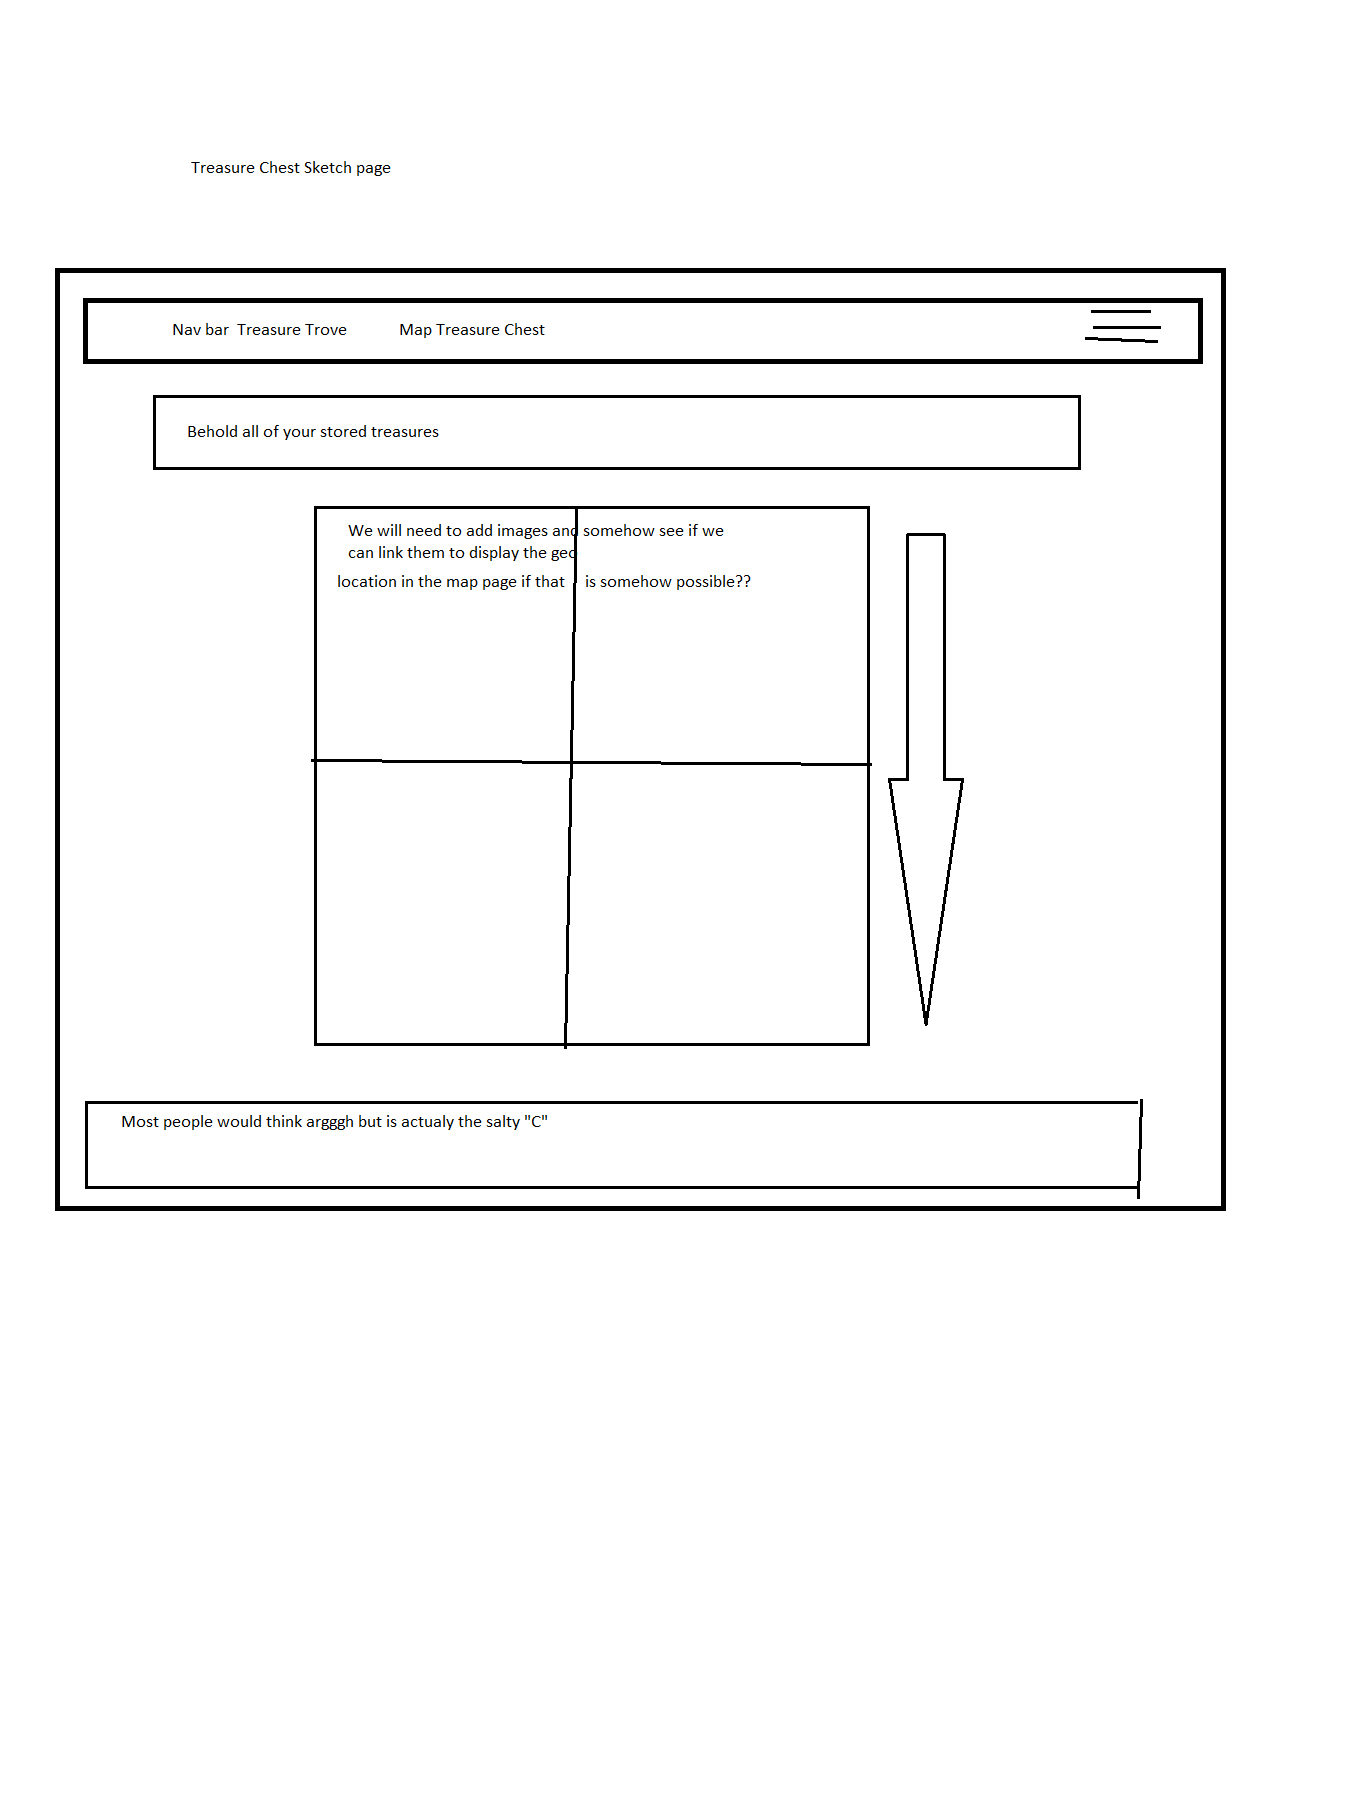 Treasure Chest Sketch page
Nav bar  Treasure Trove Map Treasure Chest
Behold all of your stored treasures
We will need to add images and somehow see if we
can link them to display the geo
location in the map page if that is somehow possible??
Most people would think argggh but is actualy the salty "C"